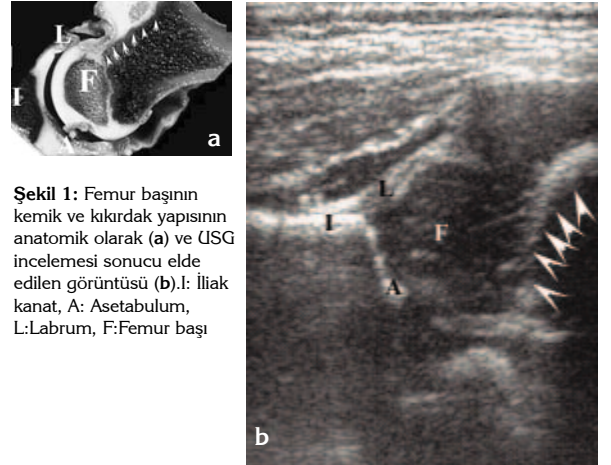 L
F
I
A
a
Şekil 1: Femur başının
kemik ve kıkırdak yapısının
anatomik olarak (a) ve USG
incelemesi sonucu elde
edilen görüntüsü (b).I: İliak
kanat, A: Asetabulum,
L:Labrum, F:Femur başı
L
I
F
A
b